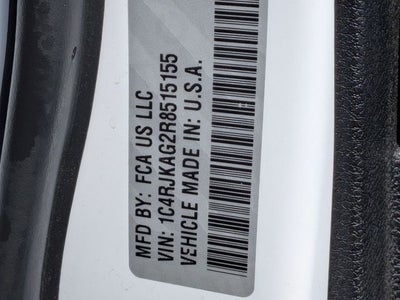 MFD BY: FCA US LLC
VIN: 1C4RJKAG2R8515155
VEHICLE MADE IN: U.S.A.